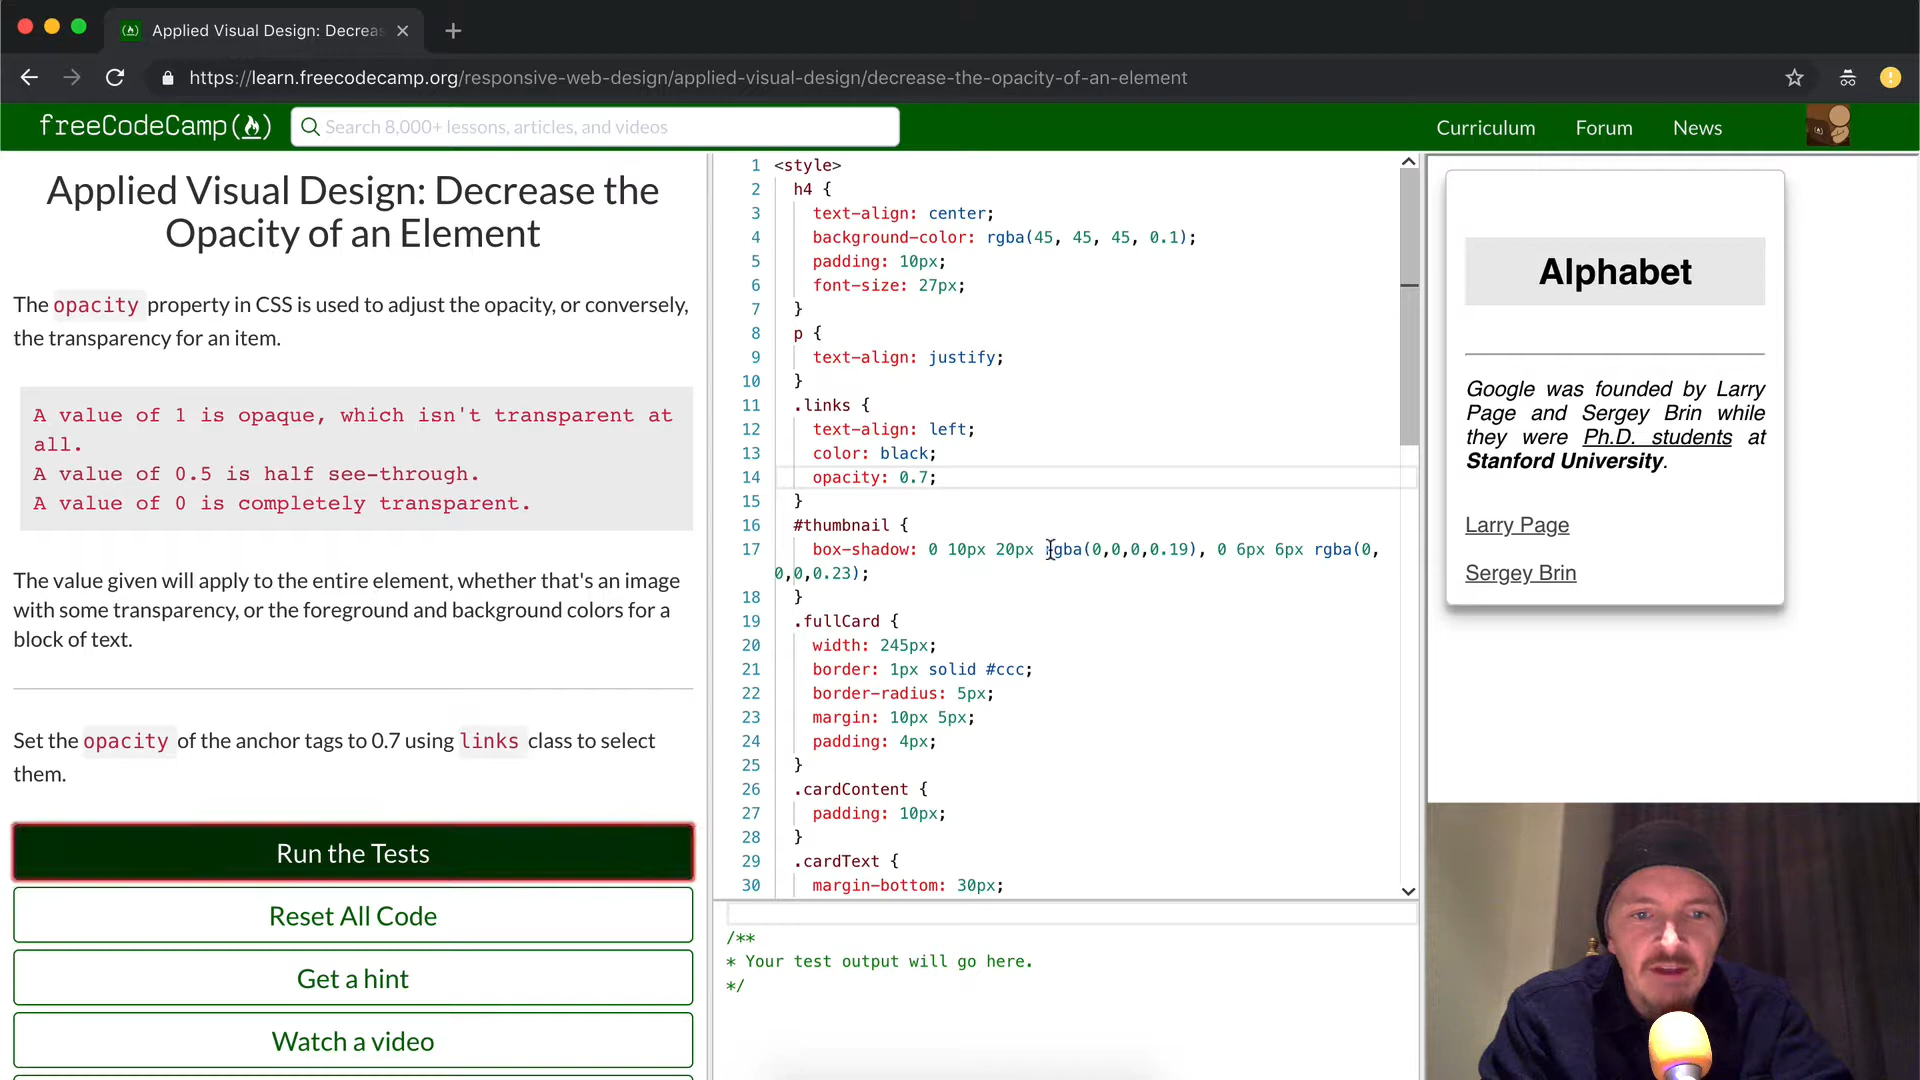 Applied Visual Design: Decreas
https://learn.freecodecamp.org/responsive-web-design/applied-visual-design/decrease-the-opacity-of-an-element
freeCodeCamp
Search 8,000+ lessons, articles, and videos
Curriculum
Forum
News
Applied Visual Design: Decrease the
Opacity of an Element
The opacity property in CSS is used to adjust the opacity, or conversely,
the transparency for an item.
A value of 1 is opaque, which isn't transparent at
all.
A value of 0.5 is half see-through.
A value of 0 is completely transparent.
The value given will apply to the entire element, whether that's an image
with some transparency, or the foreground and background colors for a
block of text.
Set the opacity of the anchor tags to 0.7 using links class to select
them.
Run the Tests
Reset All Code
Get a hint
Watch a video
1 <style>
2 h4 {
3 text-align: center;
4 background-color: rgba(45, 45, 45, 0.1);
5 padding: 10px;
6 font-size: 27px;
7 }
8 p {
9 text-align: justify;
10 }
11 .links {
12 text-align: left;
13 color: black;
14 opacity: 0.7;
15 }
16 #thumbnail {
17 box-shadow: 0 10px 20px rgba(0,0,0,0.19), 0 6px 6px rgba(0,
0,0,0.23);
18 }
19 .fullCard {
20 width: 245px;
21 border: 1px solid #ccc;
22 border-radius: 5px;
23 margin: 10px 5px;
24 padding: 4px;
25 }
26 .cardContent {
27 padding: 10px;
28 }
29 .cardText {
30 margin-bottom: 30px;
/**
* Your test output will go here.
*/
Alphabet
Google was founded by Larry
Page and Sergey Brin while
they were Ph.D. students at
Stanford University.
Larry Page
Sergey Brin